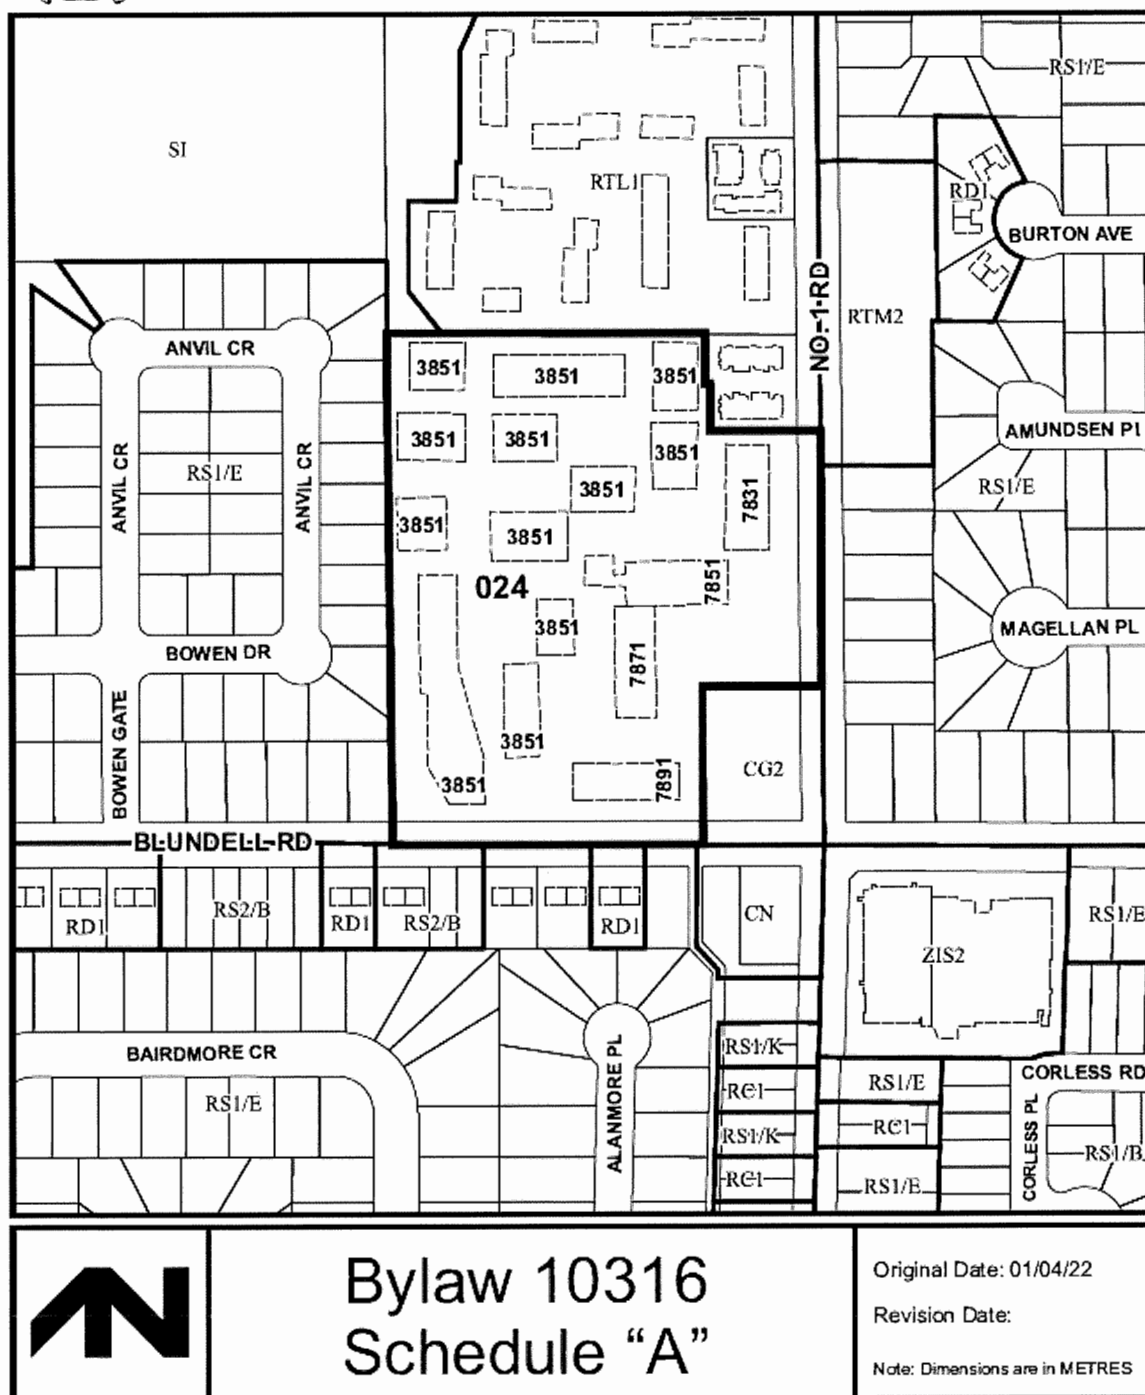 RS1/E
SI
RTL1
RD1
BURTON AVE
NO. 1 RD
RTM2
ANVIL CR
3851
3851
3851
3851
3851
3851
AMUNDSEN Pl
ANVIL CR
RS1/E
ANVIL CR
3851
RS1/E
7831
3851
3851
024
7851
3851
MAGELLAN PL
BOWEN DR
7871
BOWEN GATE
3851
3851
7891
CG2
BLUNDELL RD
RD1
RS2/B
RD1
RS2/B
RD1
CN
RS1/E
ZIS2
BAIRDMORE CR
RS1/E
ALANMORE PL
RS1/K
RC1
RS1/K
RC1
RS1/E
RC1
RS1/E
CORLESS RD
CORLESS PL
RS1/B
Bylaw 10316
Schedule “A”
Original Date: 01/04/22
Revision Date:
Note: Dimensions are in METRES